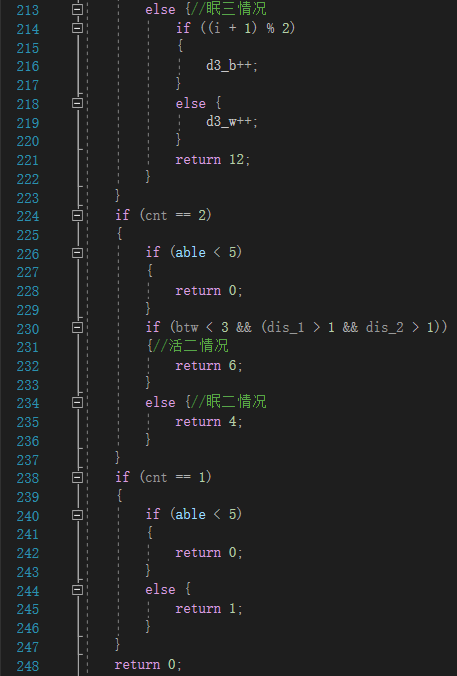 213 else {//眠三情况
214 if ((i + 1) % 2)
215 {
216 d3_b++;
217 }
218 else {
219 d3_w++;
220 }
221 return 12;
222 }
223 }
224 if (cnt == 2)
225 {
226 if (able < 5)
227 {
228 return 0;
229 }
230 if (btw < 3 && (dis_1 > 1 && dis_2 > 1))
231 {//活二情况
232 return 6;
233 }
234 else {//眠二情况
235 return 4;
236 }
237 }
238 if (cnt == 1)
239 {
240 if (able < 5)
241 {
242 return 0;
243 }
244 else {
245 return 1;
246 }
247 }
248 return 0;